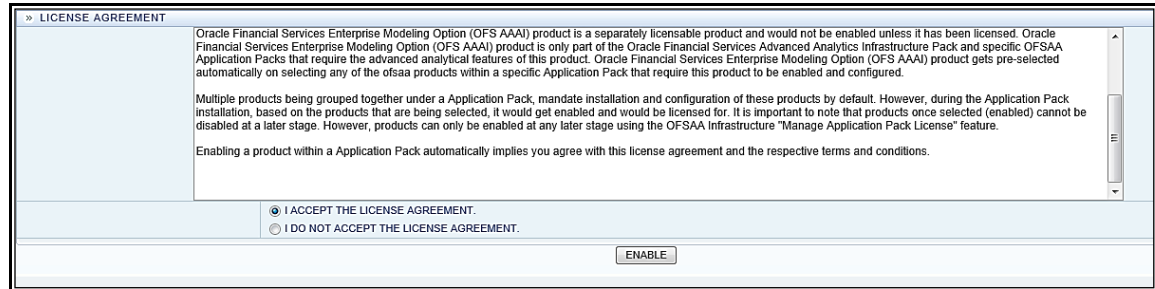 » LICENSE AGREEMENT
Oracle Financial Services Enterprise Modeling Option (OFS AAAI) product is a separately licensable product and would not be enabled unless it has been licensed. Oracle
Financial Services Enterprise Modeling Option (OFS AAAI) product is only part of the Oracle Financial Services Advanced Analytics Infrastructure Pack and specific OFSAA
Application Packs that require the advanced analytical features of this product. Oracle Financial Services Enterprise Modeling Option (OFS AAAI) product gets pre-selected
automatically on selecting any of the ofsaa products within a specific Application Pack that require this product to be enabled and configured.
Multiple products being grouped together under a Application Pack, mandate installation and configuration of these products by default. However, during the Application Pack
installation, based on the products that are being selected, it would get enabled and would be licensed for. It is important to note that products once selected (enabled) cannot be
disabled at a later stage. However, products can only be enabled at any later stage using the OFSAA Infrastructure "Manage Application Pack License" feature.
Enabling a product within a Application Pack automatically implies you agree with this license agreement and the respective terms and conditions.
I ACCEPT THE LICENSE AGREEMENT.
I DO NOT ACCEPT THE LICENSE AGREEMENT.
ENABLE